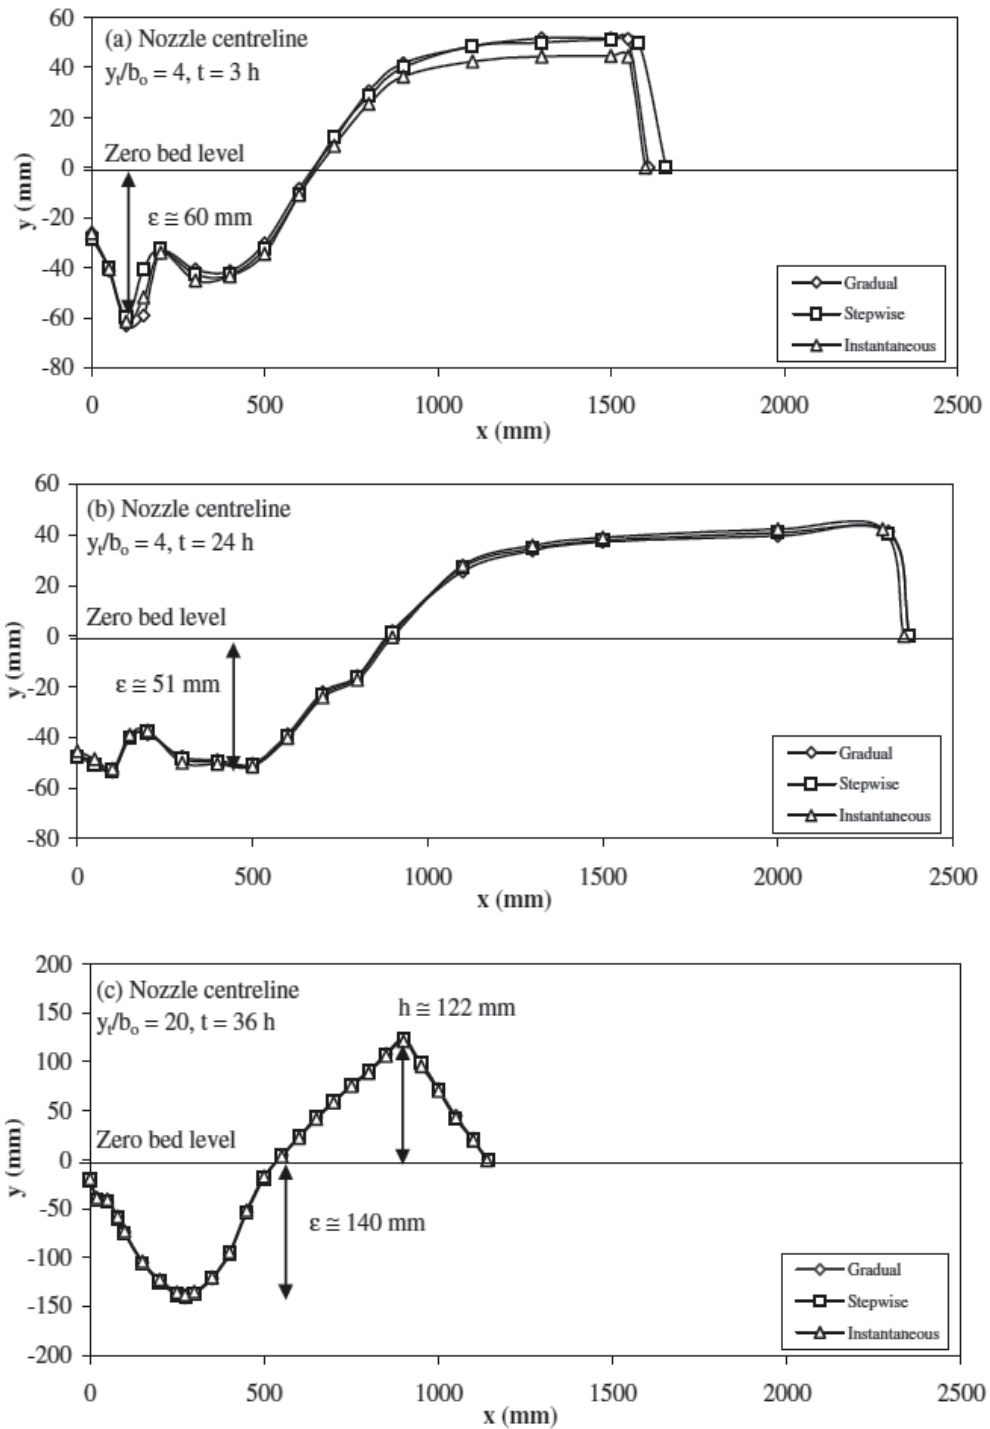 60
(a) Nozzle centreline
40
yₜ/bₒ = 4, t = 3 h
20
Zero bed level
0
y (mm)
ε ≅ 60 mm
-20
-40
Gradual
-60
Stepwise
Instantaneous
-80
0 500 1000 1500 2000 2500
x (mm)
60
(b) Nozzle centreline
40
yₜ/bₒ = 4, t = 24 h
20
Zero bed level
0
y (mm)
ε ≅ 51 mm
-20
-40
Gradual
-60
Stepwise
Instantaneous
-80
0 500 1000 1500 2000 2500
x (mm)
200
(c) Nozzle centreline
150
h ≅ 122 mm
yₜ/bₒ = 20, t = 36 h
100
50
Zero bed level
0
y (mm)
-50
ε ≅ 140 mm
-100
Gradual
-150
Stepwise
Instantaneous
-200
0 500 1000 1500 2000 2500
x (mm)